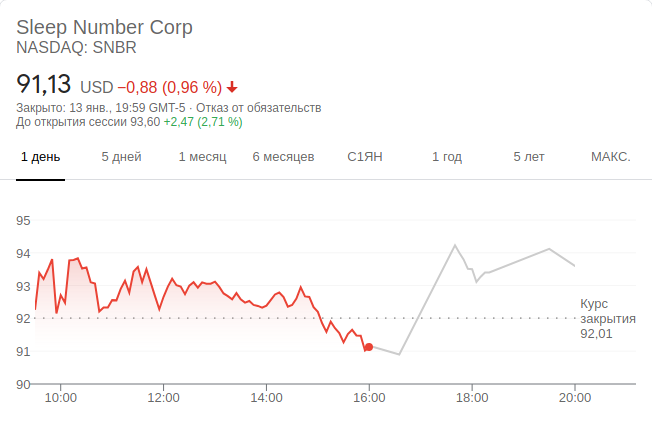 Sleep Number Corp
NASDAQ: SNBR
91,13 USD −0,88 (0,96 %)
Закрыто: 13 янв., 19:59 GMT-5 · Отказ от обязательств
До открытия сессии 93,60 +2,47 (2,71 %)
1 день 5 дней 1 месяц 6 месяцев С1ЯН 1 год 5 лет МАКС.
95
94
93
92
91
90
Курс
закрытия
92,01
10:00 12:00 14:00 16:00 18:00 20:00